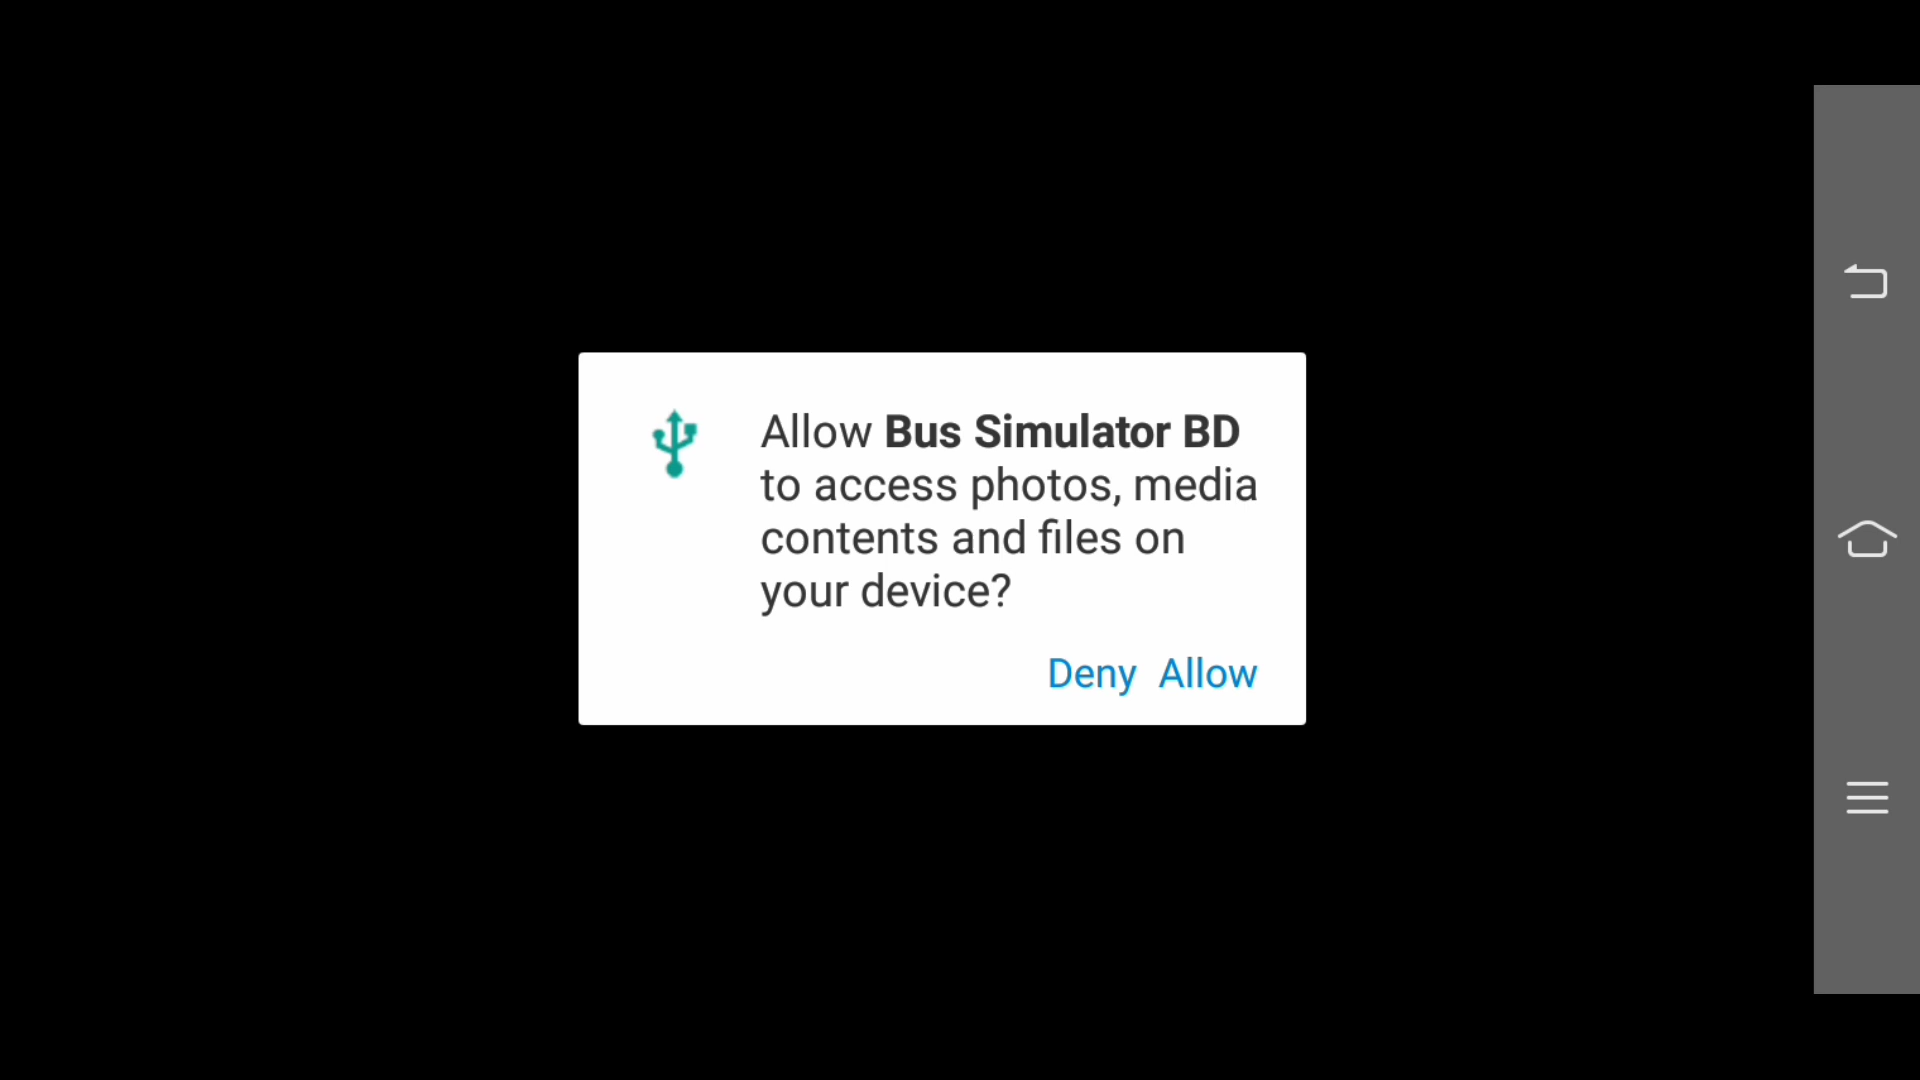 Allow Bus Simulator BD
to access photos, media
contents and files on
your device?
Deny Allow